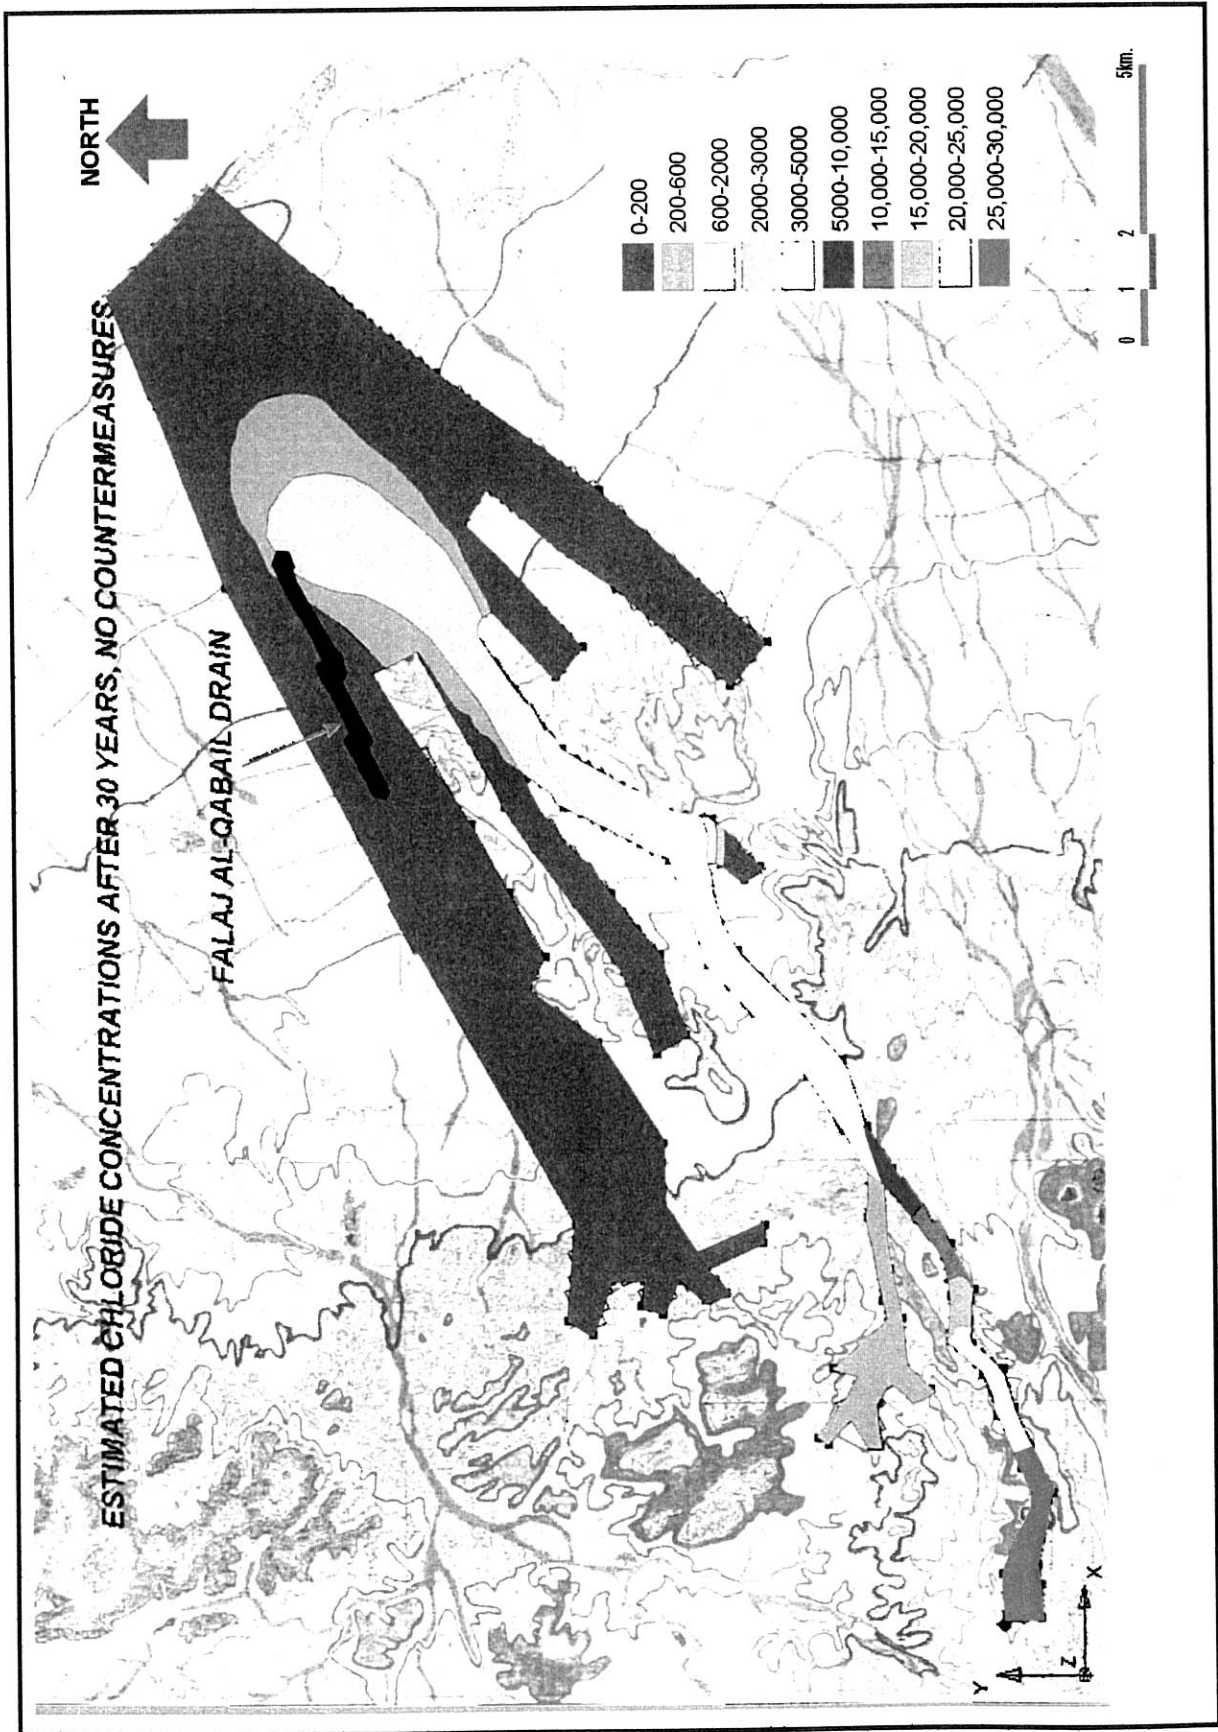 ESTIMATED CHLORIDE CONCENTRATIONS AFTER 30 YEARS, NO COUNTERMEASURES
NORTH
FALAJ AL-QABAIL DRAIN
0-200
200-600
600-2000
2000-3000
3000-5000
5000-10,000
10,000-15,000
15,000-20,000
20,000-25,000
25,000-30,000
0 1 2 5km.
Y
Z
X